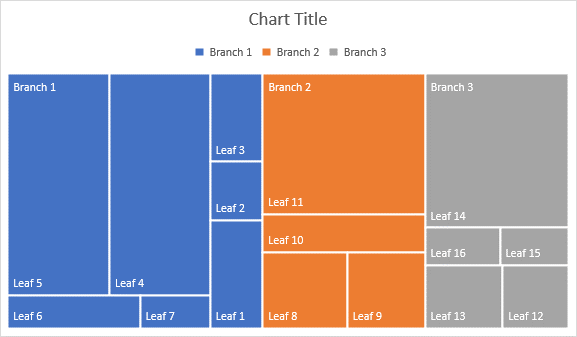 Chart Title
Branch 1 Branch 2 Branch 3
Branch 1 Branch 2 Branch 3
Leaf 3
Leaf 2
Leaf 11
Leaf 14
Leaf 10
Leaf 16 Leaf 15
Leaf 5 Leaf 4
Leaf 6 Leaf 7 Leaf 1 Leaf 8 Leaf 9 Leaf 13 Leaf 12